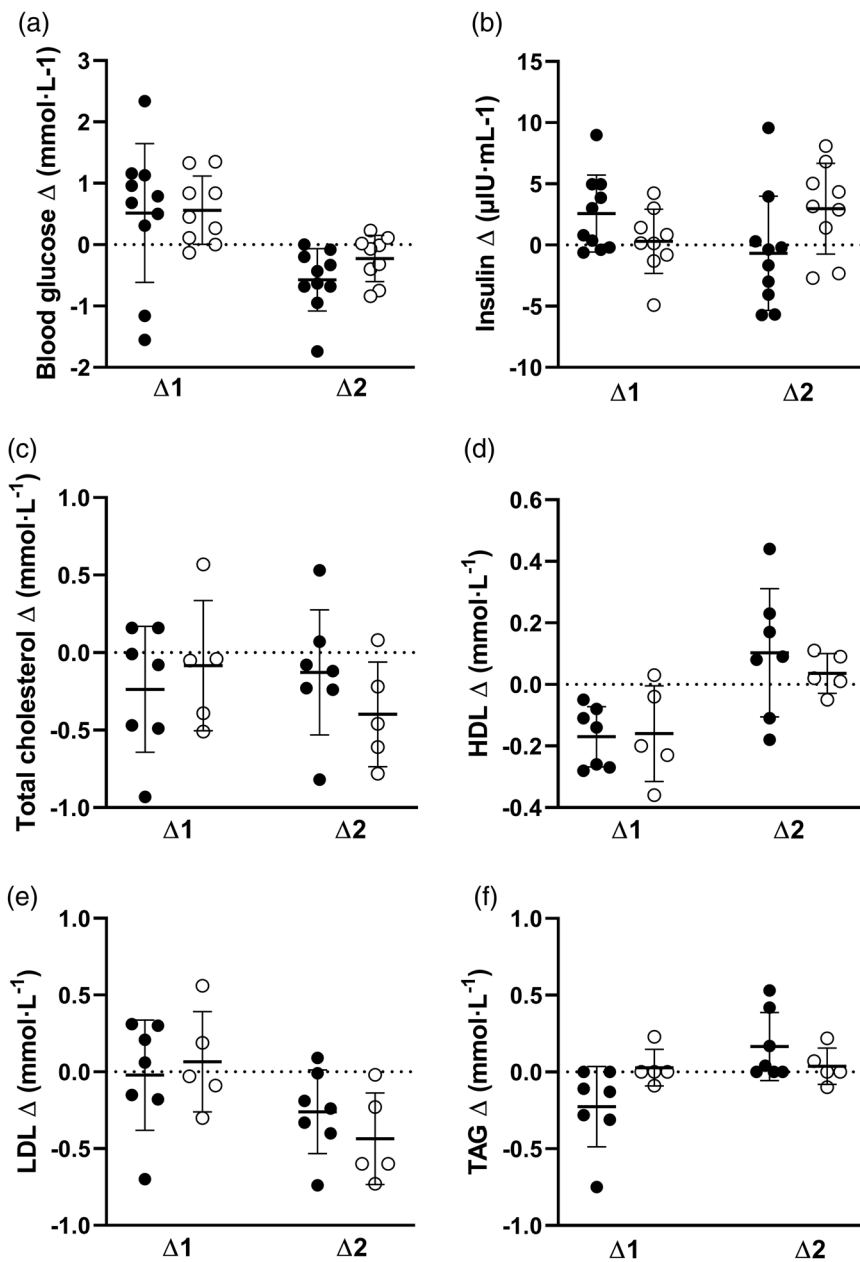 (a)
Blood glucose Δ (mmol·L-1)
3
2
1
0
-1
-2
Δ1
Δ2
(b)
Insulin Δ (µIU·mL-1)
15
10
5
0
-5
-10
Δ1
Δ2
(c)
Total cholesterol Δ (mmol·L⁻¹)
1.0
0.5
0.0
-0.5
-1.0
Δ1
Δ2
(d)
HDL Δ (mmol·L⁻¹)
0.6
0.4
0.2
0.0
-0.2
-0.4
Δ1
Δ2
(e)
LDL Δ (mmol·L⁻¹)
1.0
0.5
0.0
-0.5
-1.0
Δ1
Δ2
(f)
TAG Δ (mmol·L⁻¹)
1.0
0.5
0.0
-0.5
-1.0
Δ1
Δ2